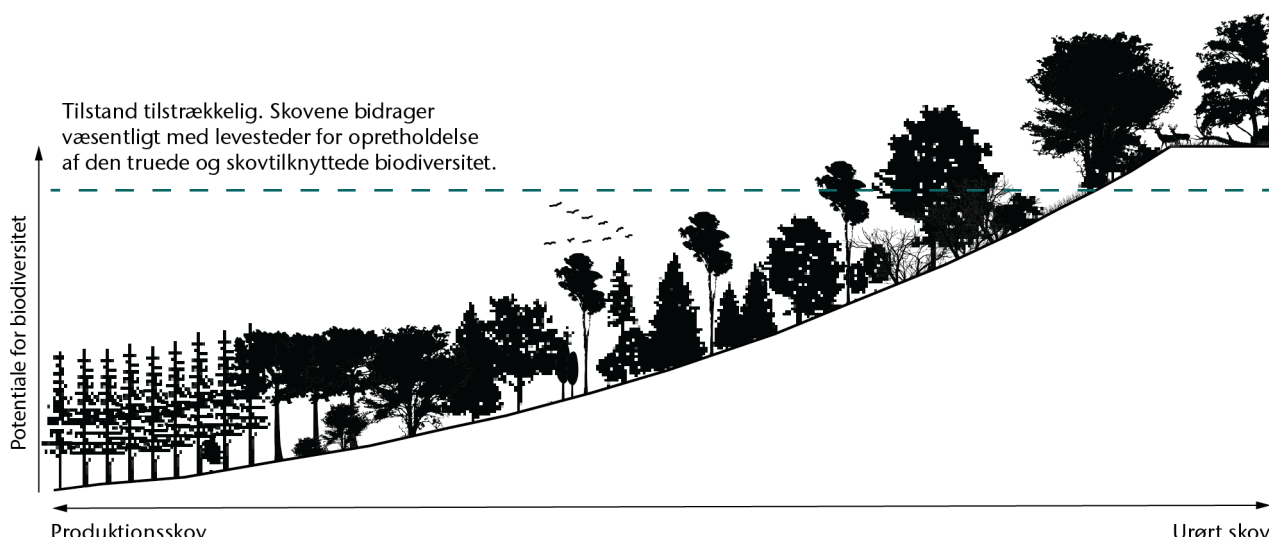 Tilstand tilstrækkelig. Skovene bidrager
væsentligt med levesteder for opretholdelse
af den truede og skovtilknyttede biodiversitet.
Potentiale for biodiversitet
Produktionsskov
Urørt skov